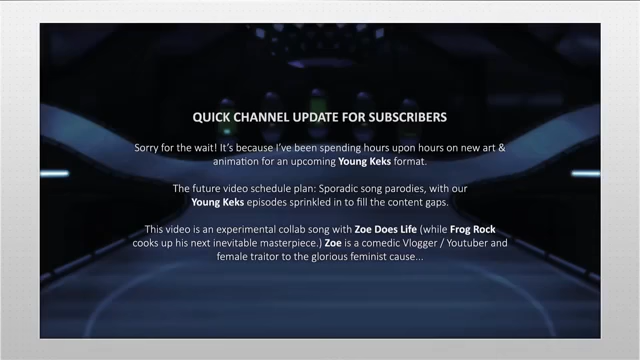 QUICK CHANNEL UPDATE FOR SUBSCRIBERS
Sorry for the wait! It's because I've been spending hours upon hours on new art &
animation for an upcoming Young Keks format.
The future video schedule plan: Sporadic song parodies, with our
Young Keks episodes sprinkled in to fill the content gaps.
This video is an experimental collab song with Zoe Does Life (while Frog Rock
cooks up his next inevitable masterpiece.) Zoe is a comedic Vlogger / Youtuber and
female traitor to the glorious feminist cause...